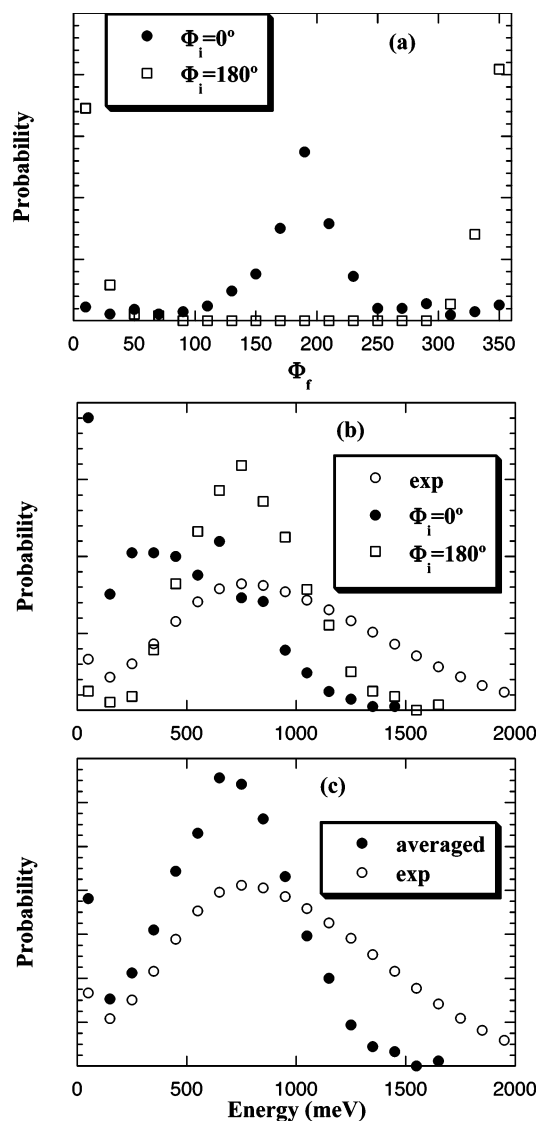 (a)
Φi=0º
Φi=180º
Probability
0 50 100 150 200 250 300 350
Φf
(b)
exp
Φi=0º
Φi=180º
Probability
0 500 1000 1500 2000
(c)
averaged
exp
Probability
0 500 1000 1500 2000
Energy (meV)